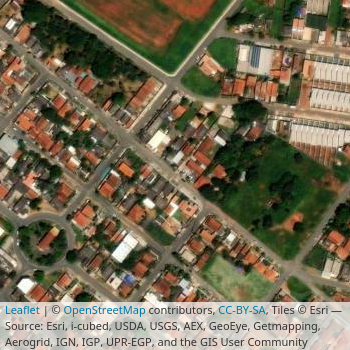 Leaflet | © OpenStreetMap contributors, CC-BY-SA, Tiles © Esri —
Source: Esri, i-cubed, USDA, USGS, AEX, GeoEye, Getmapping,
Aerogrid, IGN, IGP, UPR-EGP, and the GIS User Community